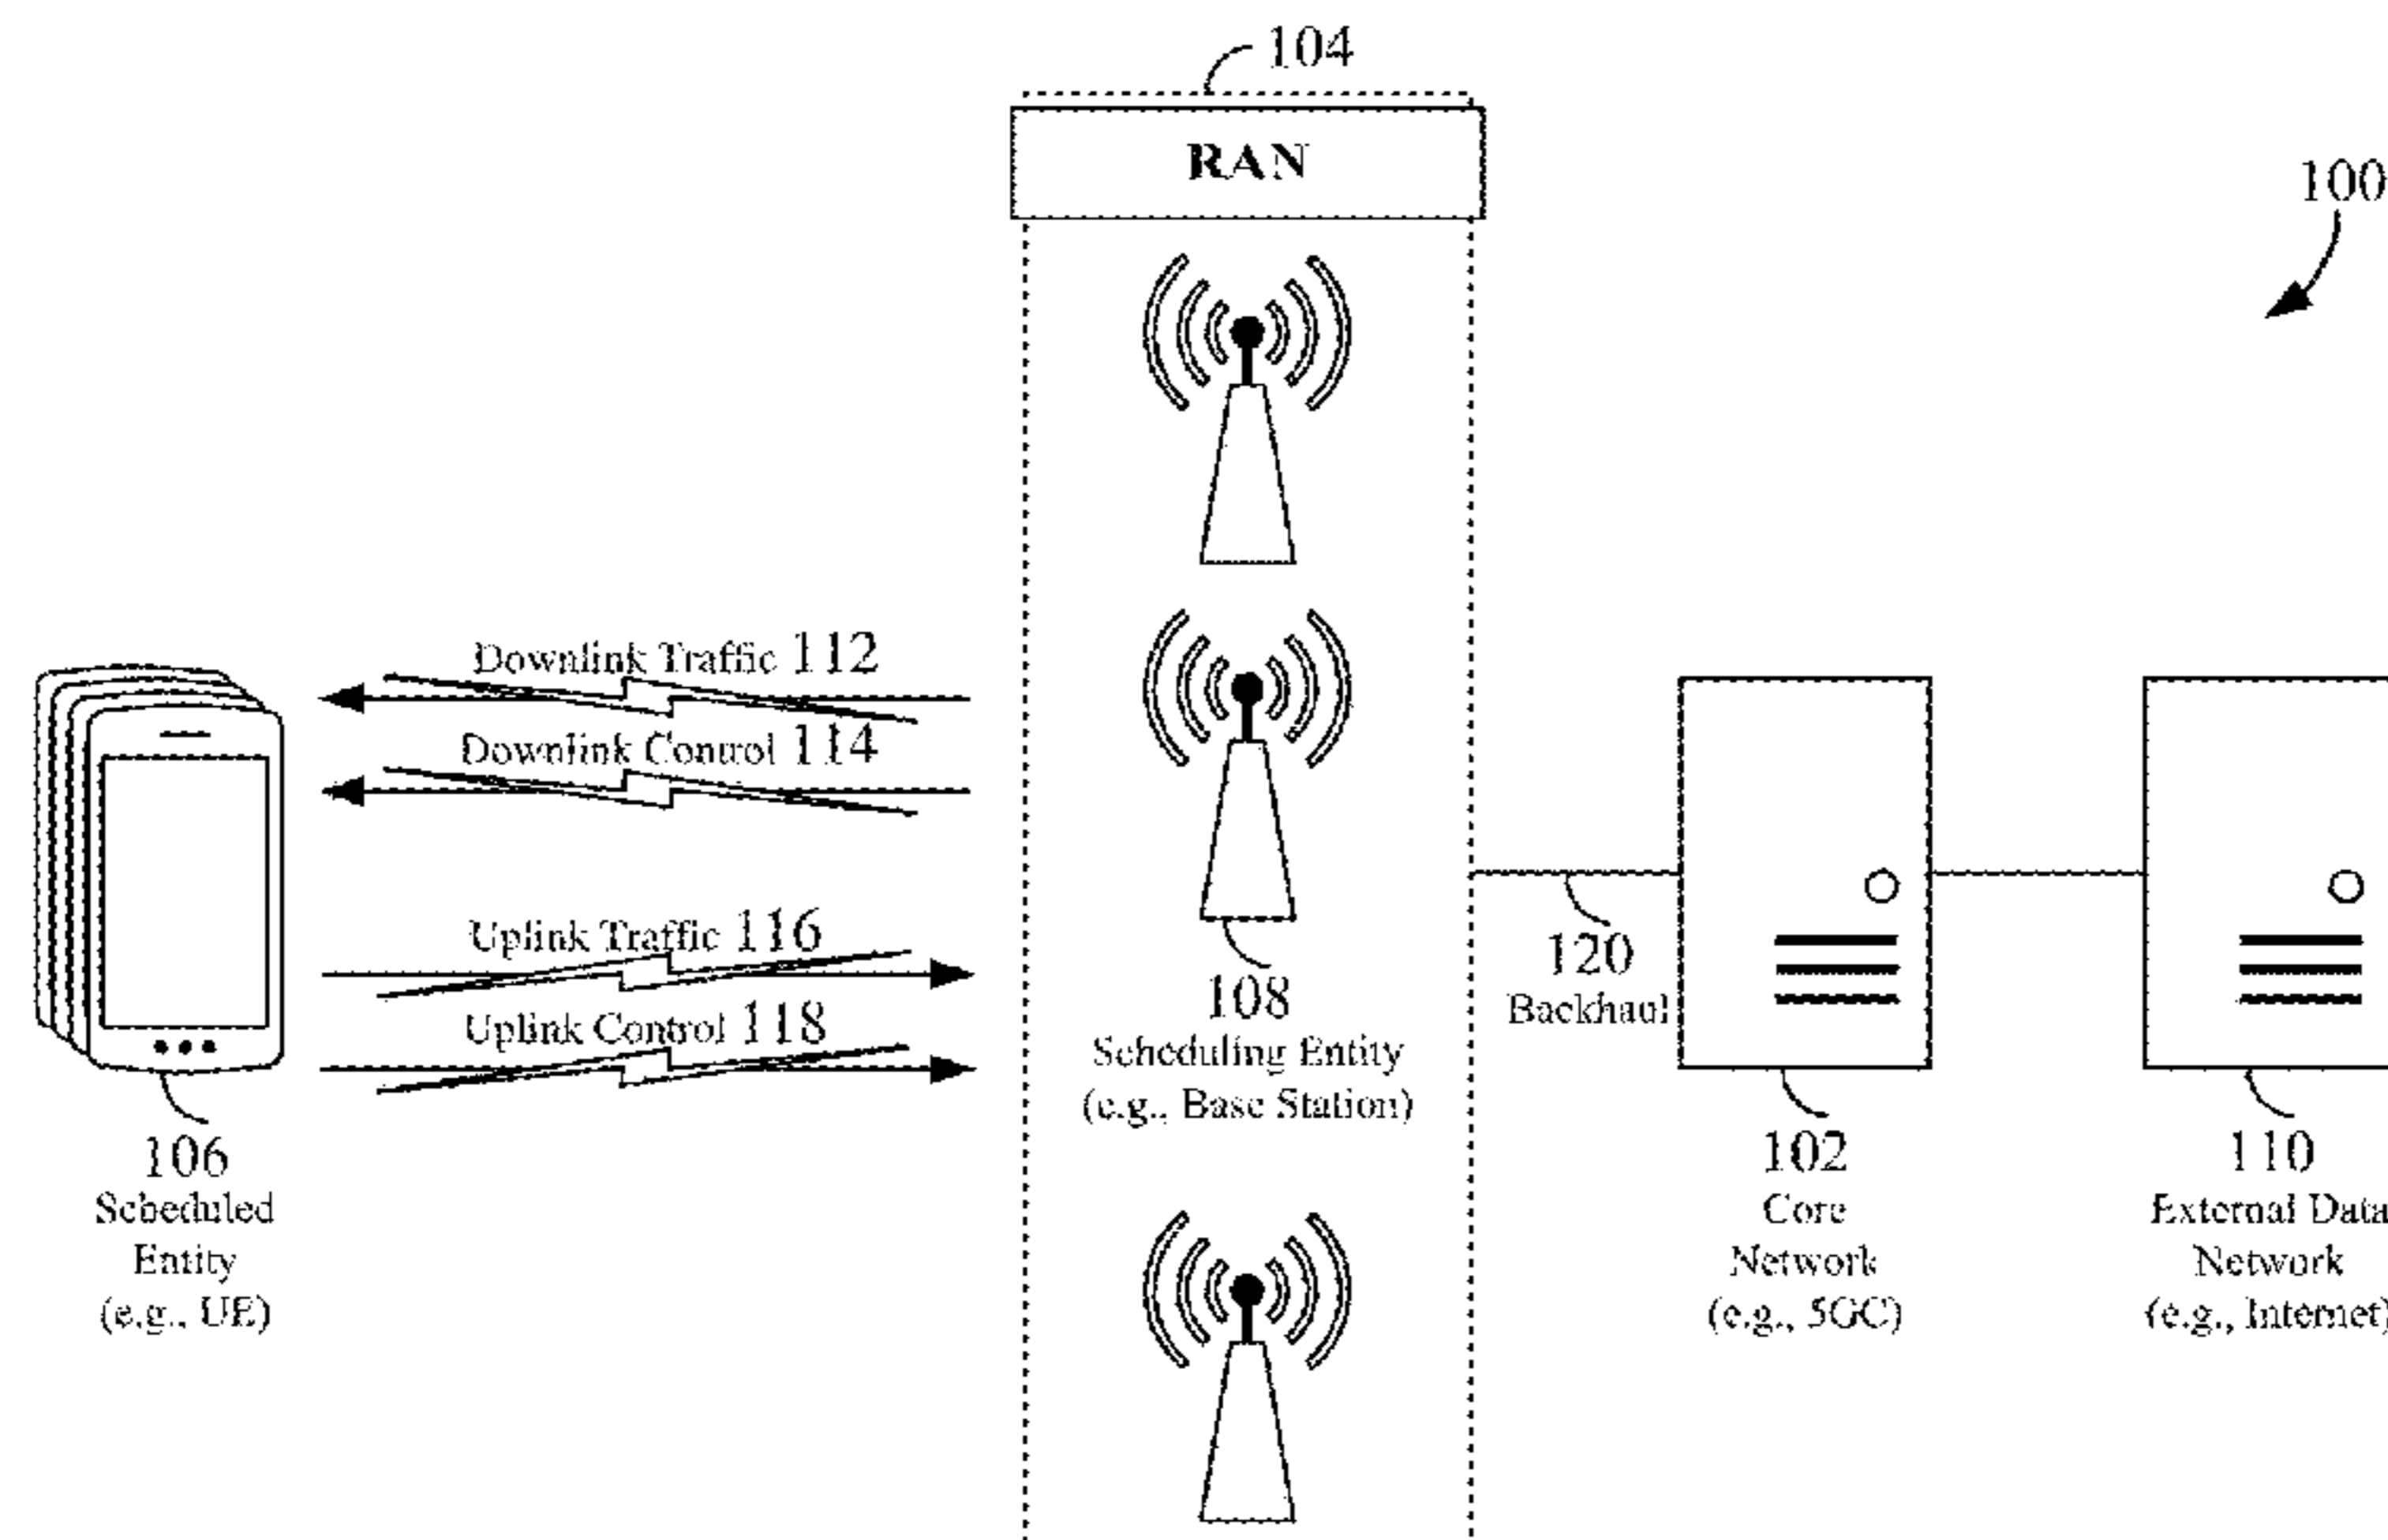 104
RAN
100
Downlink Traffic 112
Downlink Control 114
Uplink Traffic 116
Uplink Control 118
108
Scheduling Entity
(e.g., Base Station)
120
Backhaul
106
Scheduled
Entity
(e.g., UE)
102
Core
Network
(e.g., 5GC)
110
External Data
Network
(e.g., Internet)